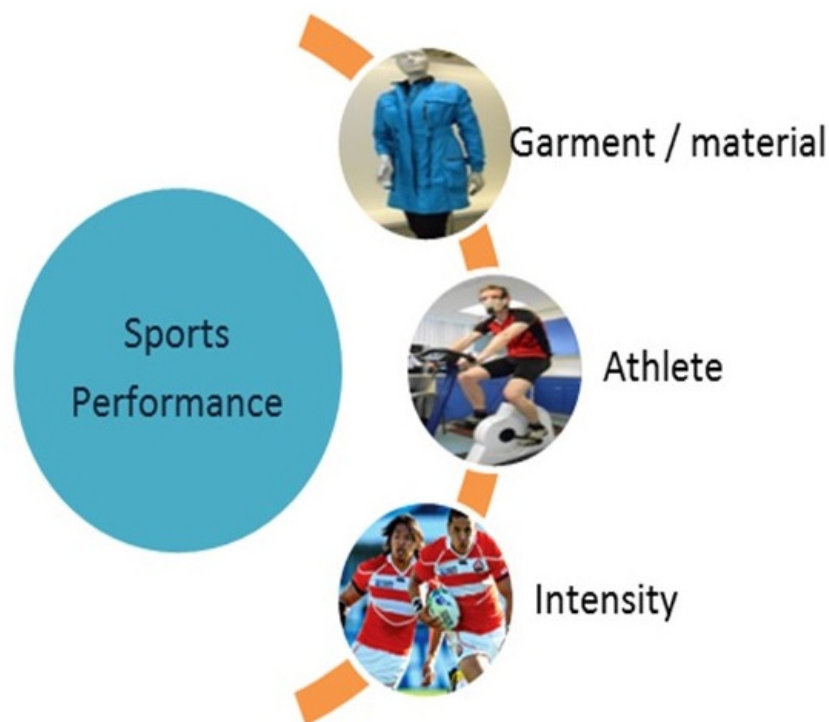 Garment / material
Sports
Performance
Athlete
Intensity